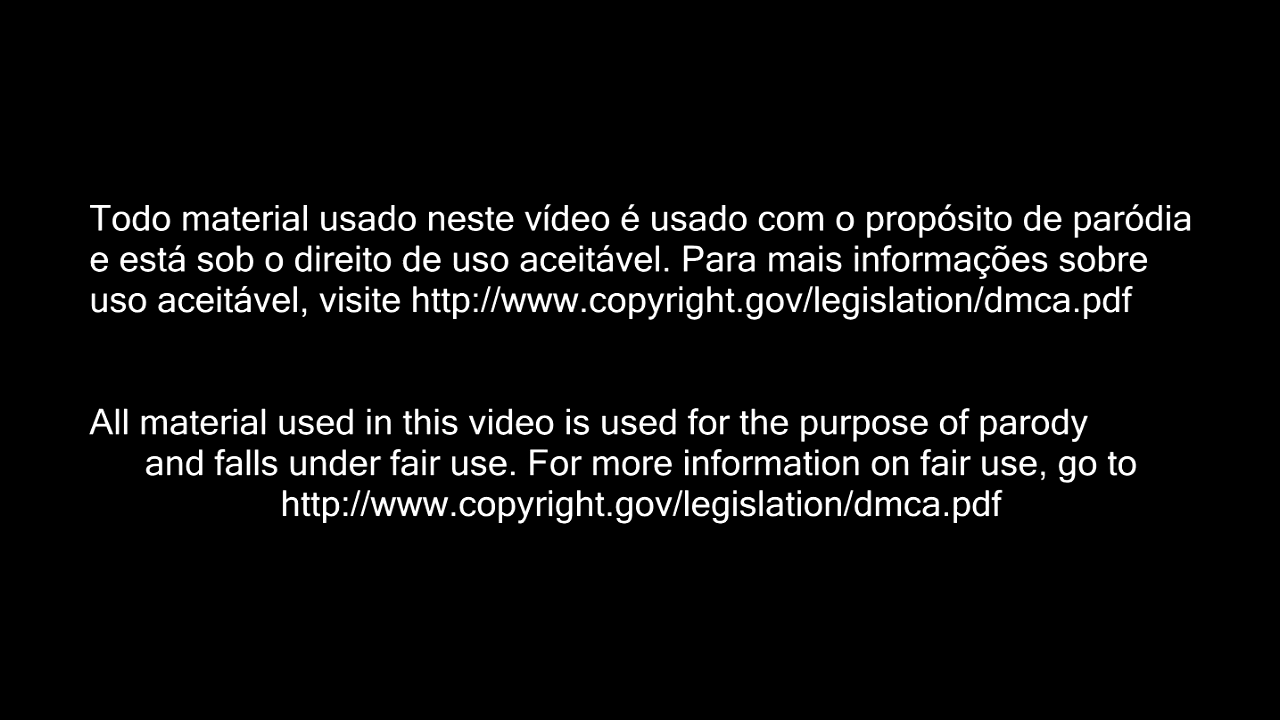 Todo material usado neste vídeo é usado com o propósito de paródia
e está sob o direito de uso aceitável. Para mais informações sobre
uso aceitável, visite http://www.copyright.gov/legislation/dmca.pdf
All material used in this video is used for the purpose of parody
and falls under fair use. For more information on fair use, go to
http://www.copyright.gov/legislation/dmca.pdf